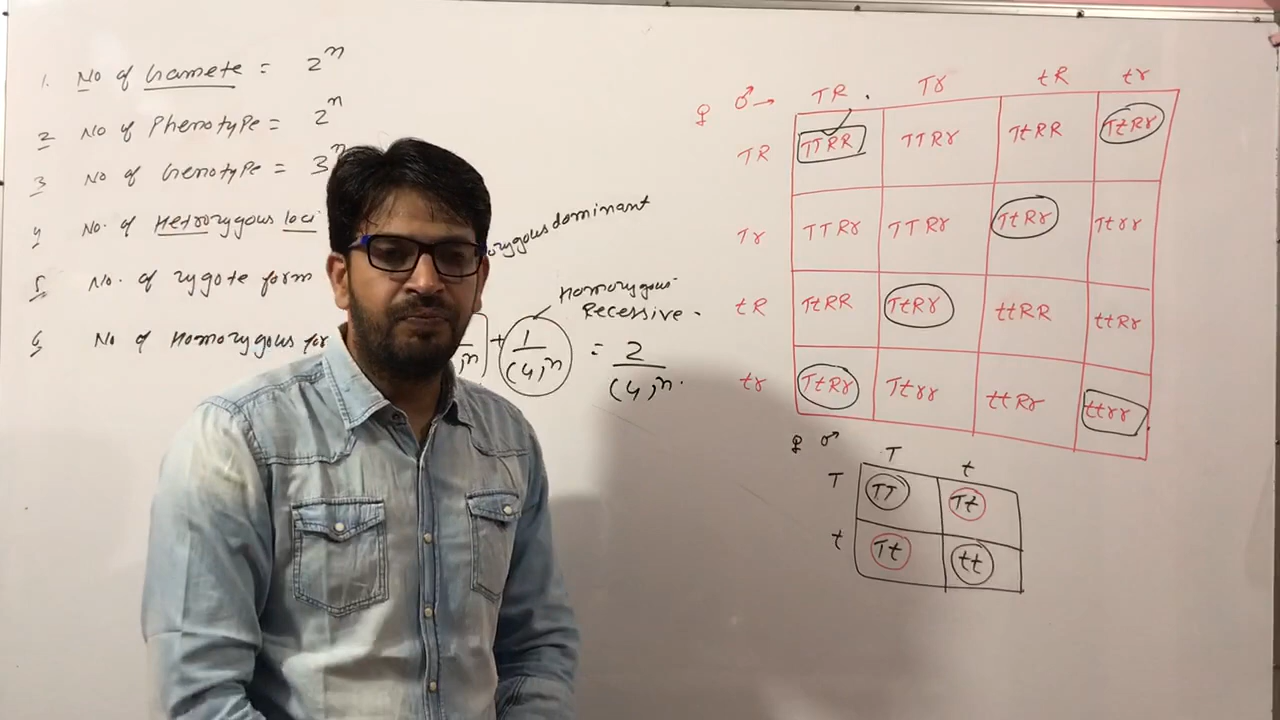 1. No of Gamete = 2ⁿ
2 No of Phenotype = 2ⁿ
3 No of Genotype = 3ⁿ
4 No. of Hetrozygous loci
5 No. of zygote form
6 No of Homozygous for
ozygous dominant
Homozygous
Recessive.
+ 1/(4)ⁿ = 2/(4)ⁿ.
♀ ♂→ TR Tr tR tr
TR TTRR TTRr TtRR TtRr
Tr TTRr TTRr TtRr Ttrr
tR TtRR TtRr ttRR ttRr
tr TtRr Ttrr ttRr ttrr
♀ ♂ T t
T TT Tt
t Tt tt